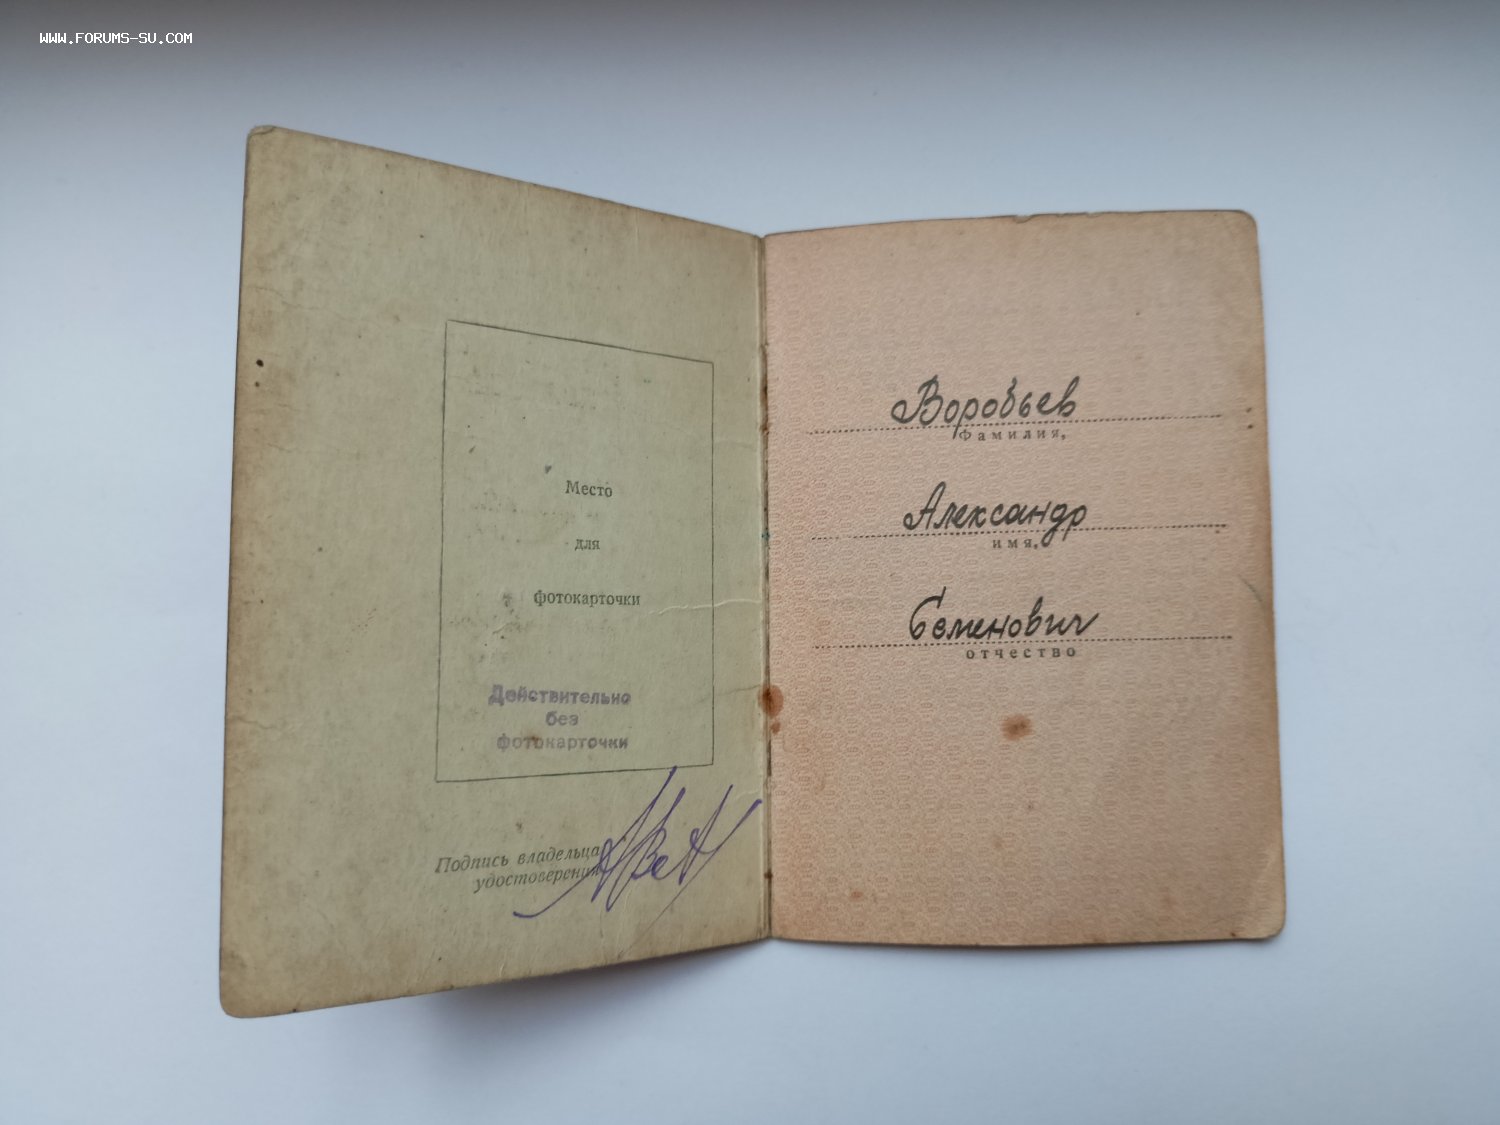 WWW.FORUMS-SU.COM
Место
для
фотокарточки
Действительно
без
фотокарточки
Подпись владельца
удостоверения
Воробьев
Фамилия,
Александр
имя,
Семенович
отчество